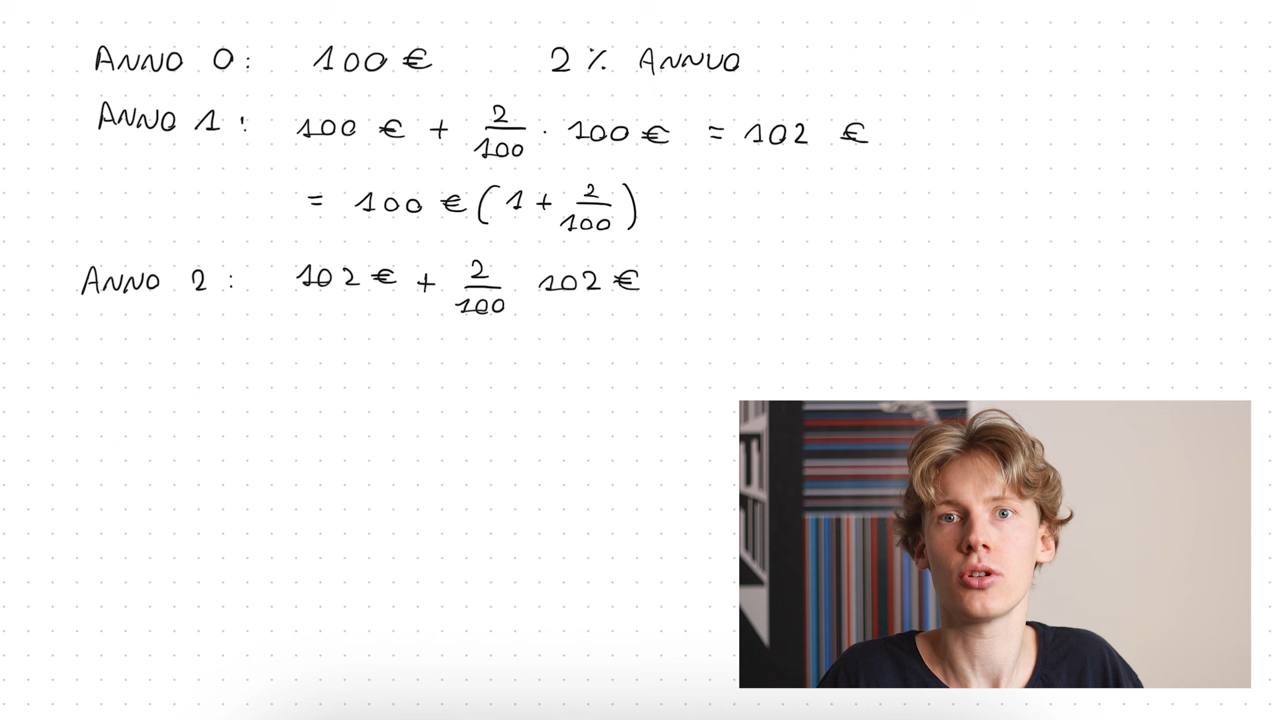 ANNO 0: 100 € 2 % ANNUO
ANNO 1: 100 € + 2/100 · 100 € = 102 €
= 100 € (1 + 2/100)
ANNO 2: 102 € + 2/100 102 €